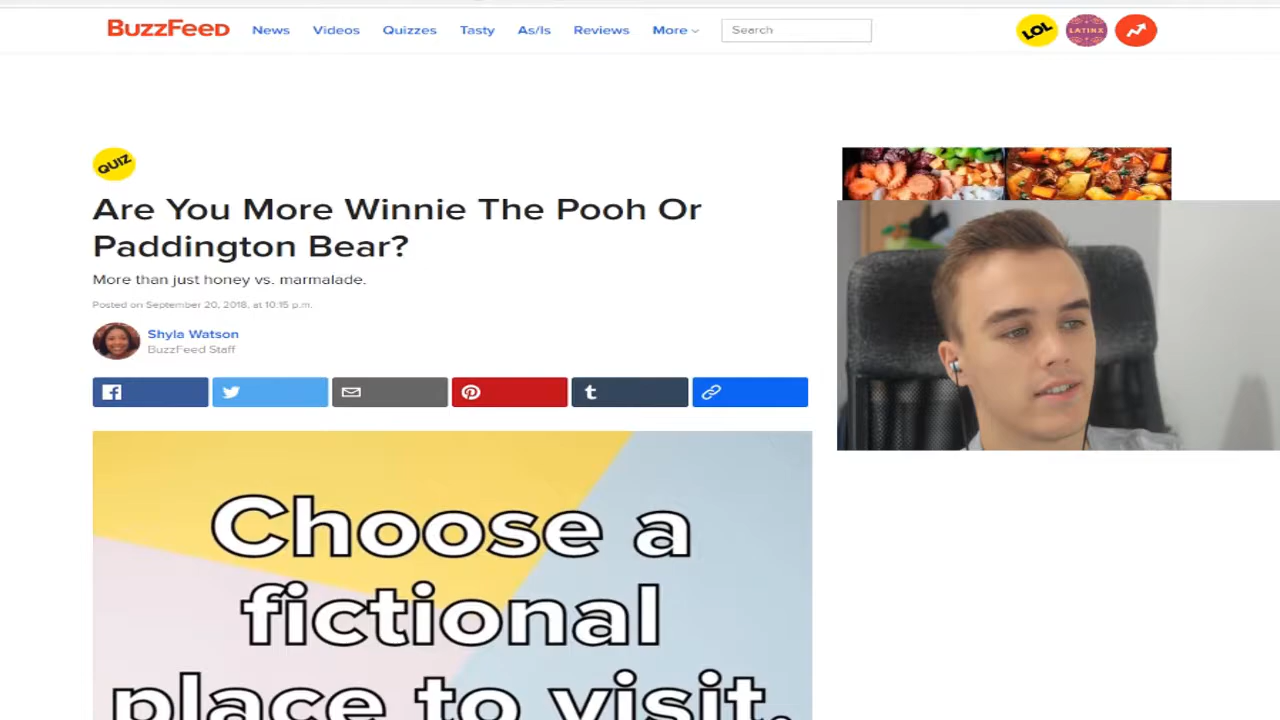 BuzzFeed News Videos Quizzes Tasty As/Is Reviews More Search LOL LATINX
QUIZ
Are You More Winnie The Pooh Or
Paddington Bear?
More than just honey vs. marmalade.
Posted on September 20, 2018, at 10:15 p.m.
Shyla Watson
BuzzFeed Staff
Choose a
fictional
place to visit.